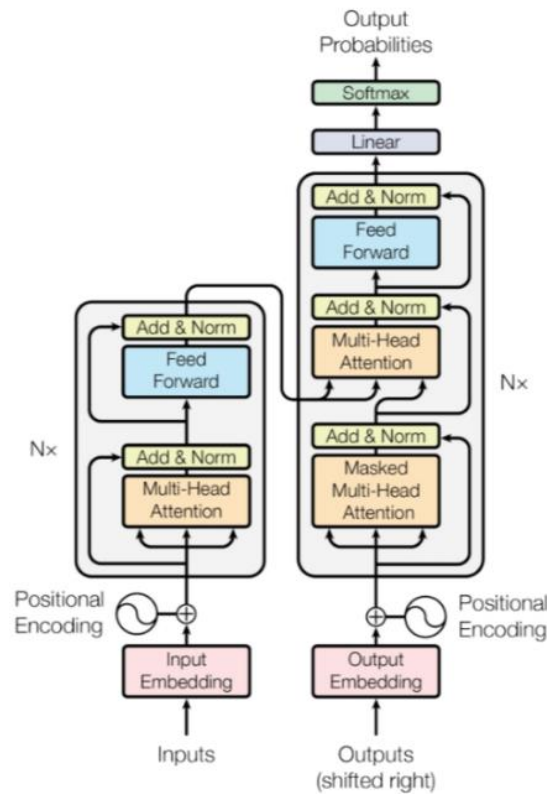 Output
Probabilities
Softmax
Linear
Add & Norm
Feed
Forward
Add & Norm
Multi-Head
Attention
Nx
Add & Norm
Masked
Multi-Head
Attention
Positional
Encoding
Output
Embedding
Outputs
(shifted right)
Add & Norm
Feed
Forward
Nx
Add & Norm
Multi-Head
Attention
Positional
Encoding
Input
Embedding
Inputs